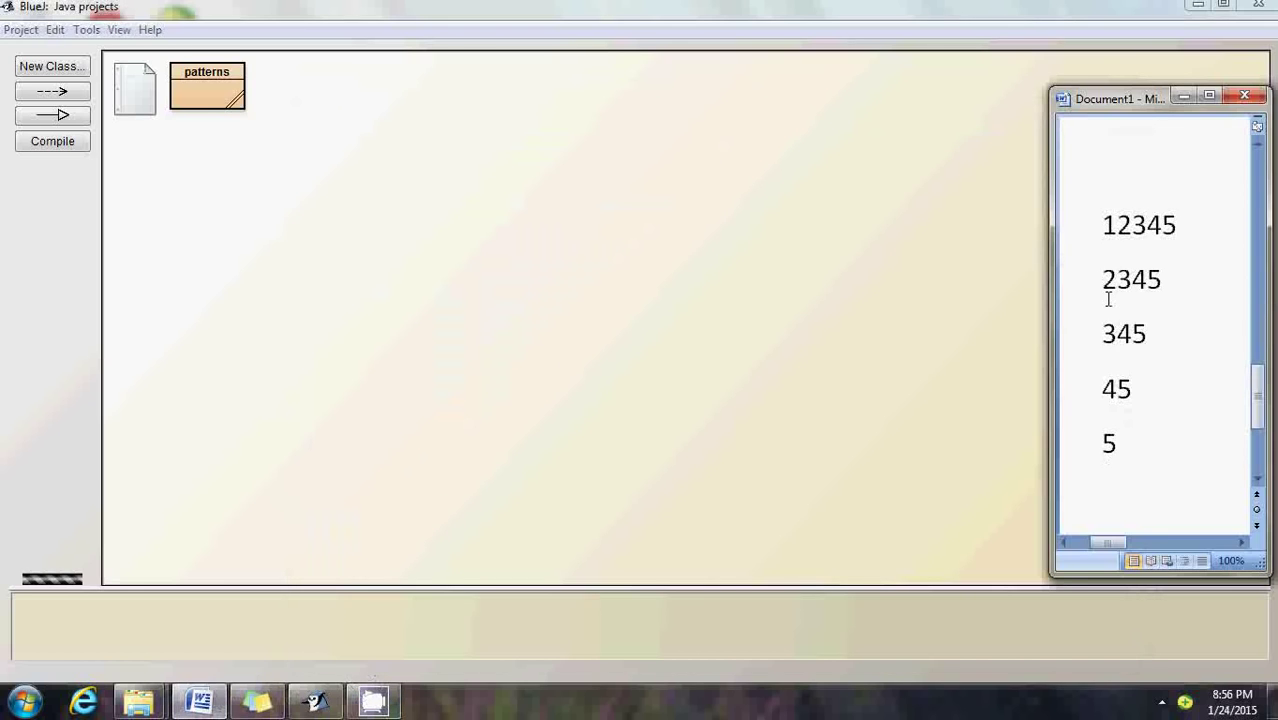 BlueJ: Java projects
Project Edit Tools View Help
New Class...
Compile
patterns
Document1 - Mi...
12345
2345
345
45
5
100%
8:56 PM
1/24/2015